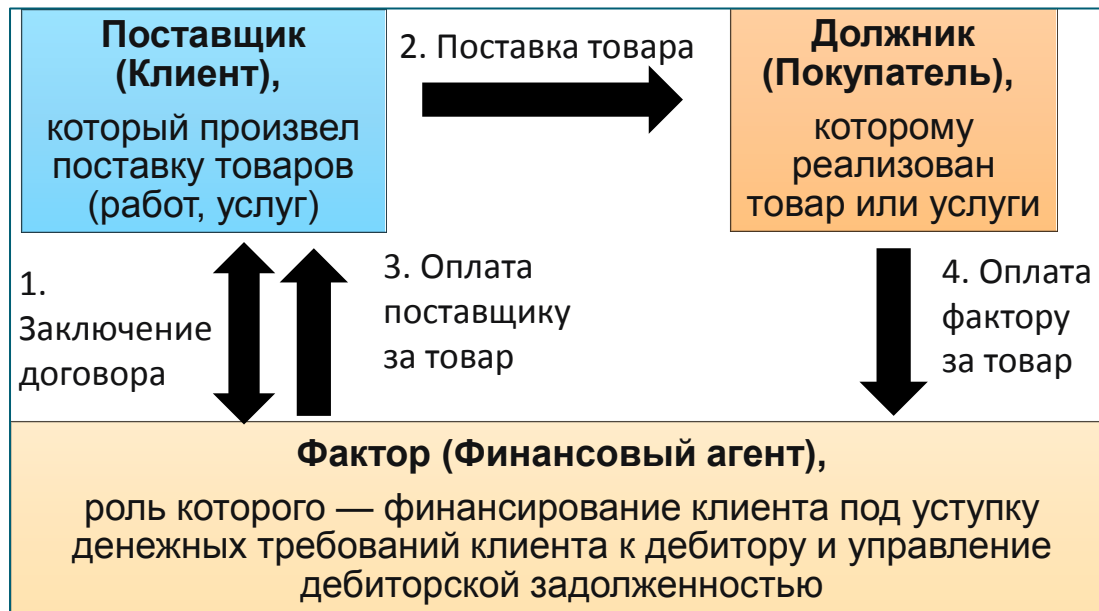 Поставщик
(Клиент),
который произвел
поставку товаров
(работ, услуг)
2. Поставка товара
Должник
(Покупатель),
которому
реализован
товар или услуги
1.
Заключение
договора
3. Оплата
поставщику
за товар
4. Оплата
фактору
за товар
Фактор (Финансовый агент),
роль которого — финансирование клиента под уступку
денежных требований клиента к дебитору и управление
дебиторской задолженностью